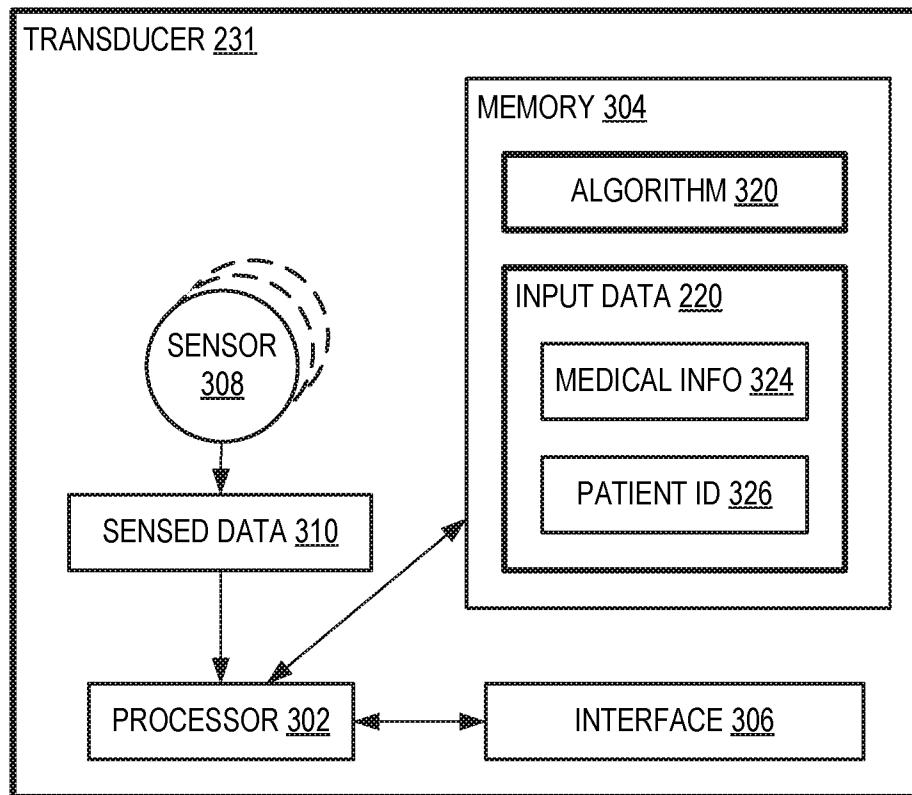 TRANSDUCER 231
MEMORY 304
ALGORITHM 320
INPUT DATA 220
MEDICAL INFO 324
PATIENT ID 326
SENSOR
308
SENSED DATA 310
PROCESSOR 302
INTERFACE 306